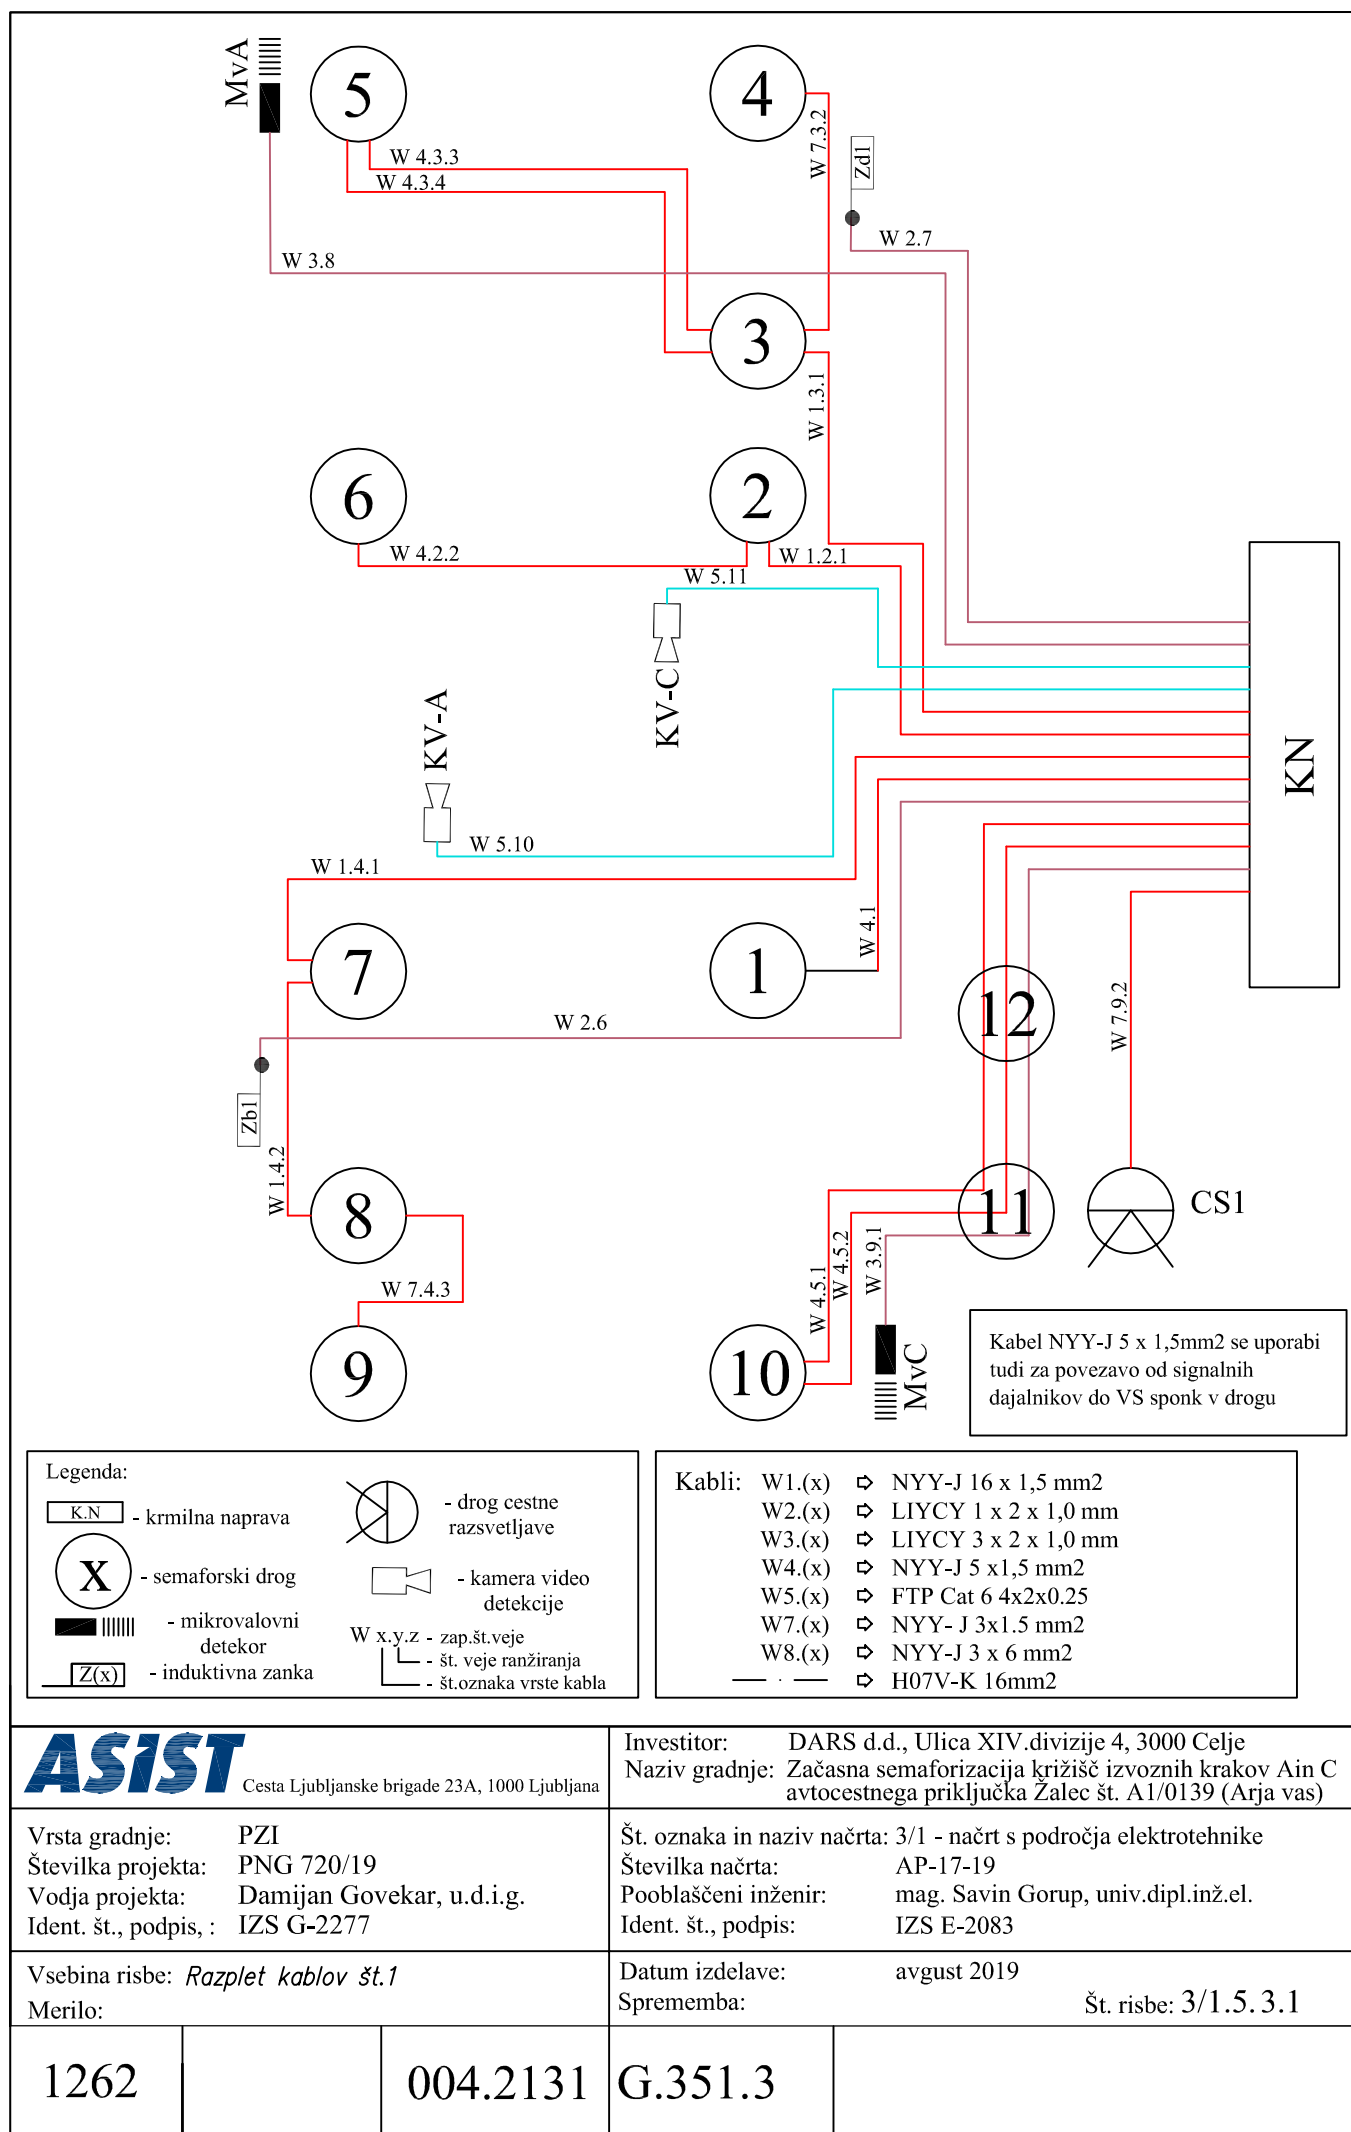 MvA
5
4
W 7.3.2
Zd1
W 4.3.3
W 4.3.4
W 2.7
W 3.8
3
W 1.3.1
6
2
W 4.2.2
W 1.2.1
W 5.11
KV-C
KV-A
KN
W 5.10
W 1.4.1
W 4.1
7
1
12
W 7.9.2
W 2.6
Zb1
W 1.4.2
8
11
CS1
W 7.4.3
W 4.5.1
W 4.5.2
W 3.9.1
9
10
MvC
Kabel NYY-J 5 x 1,5mm2 se uporabi
tudi za povezavo od signalnih
dajalnikov do VS sponk v drogu
Legenda:
K.N - krmilna naprava
- drog cestne
razsvetljave
X - semaforski drog
- kamera video
detekcije
- mikrovalovni
detekor
Z(x) - induktivna zanka
W x.y.z - zap.št.veje
- št. veje ranžiranja
- št.oznaka vrste kabla
Kabli: W1.(x) ⇨ NYY-J 16 x 1,5 mm2
W2.(x) ⇨ LIYCY 1 x 2 x 1,0 mm
W3.(x) ⇨ LIYCY 3 x 2 x 1,0 mm
W4.(x) ⇨ NYY-J 5 x1,5 mm2
W5.(x) ⇨ FTP Cat 6 4x2x0.25
W7.(x) ⇨ NYY- J 3x1.5 mm2
W8.(x) ⇨ NYY-J 3 x 6 mm2
⇨ H07V-K 16mm2
ASIST Cesta Ljubljanske brigade 23A, 1000 Ljubljana
Investitor: DARS d.d., Ulica XIV.divizije 4, 3000 Celje
Naziv gradnje: Začasna semaforizacija križišč izvoznih krakov Ain C
avtocestnega priključka Žalec št. A1/0139 (Arja vas)
Vrsta gradnje: PZI
Številka projekta: PNG 720/19
Vodja projekta: Damijan Govekar, u.d.i.g.
Ident. št., podpis, : IZS G-2277
Št. oznaka in naziv načrta: 3/1 - načrt s področja elektrotehnike
Številka načrta: AP-17-19
Pooblaščeni inženir: mag. Savin Gorup, univ.dipl.inž.el.
Ident. št., podpis: IZS E-2083
Vsebina risbe: Razplet kablov št.1
Merilo:
Datum izdelave: avgust 2019
Sprememba:
Št. risbe: 3/1.5.3.1
1262
004.2131
G.351.3